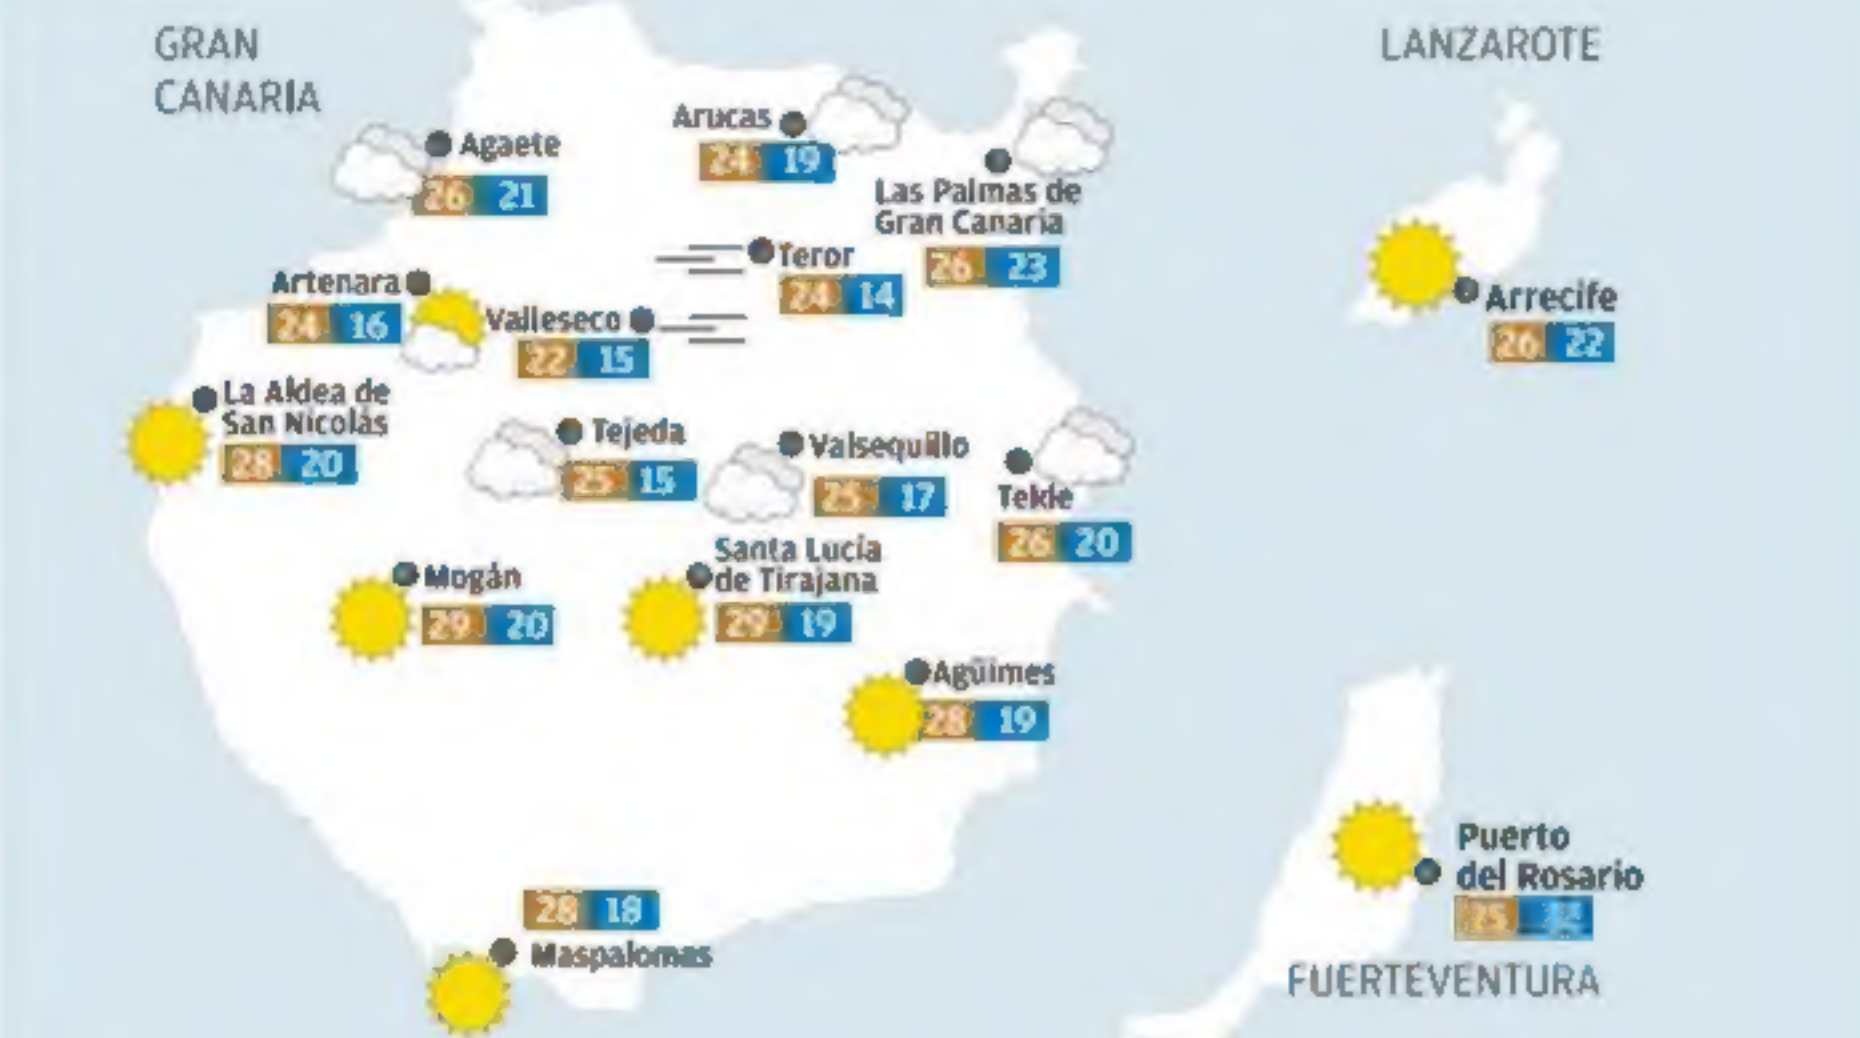 GRAN
CANARIA
LANZAROTE
Arucas
24 19
Agaete
26 21
Las Palmas de
Gran Canaria
26 23
Teror
24 14
Artenara
24 16
Valleseco
22 15
Arrecife
26 22
La Aldea de
San Nicolás
28 20
Tejeda
25 15
Valsequillo
25 17
Tekle
26 20
Santa Lucía
de Tirajana
29 19
Mogán
29 20
Agüimes
28 19
Puerto
del Rosario
25
28 18
Maspalomas
FUERTEVENTURA